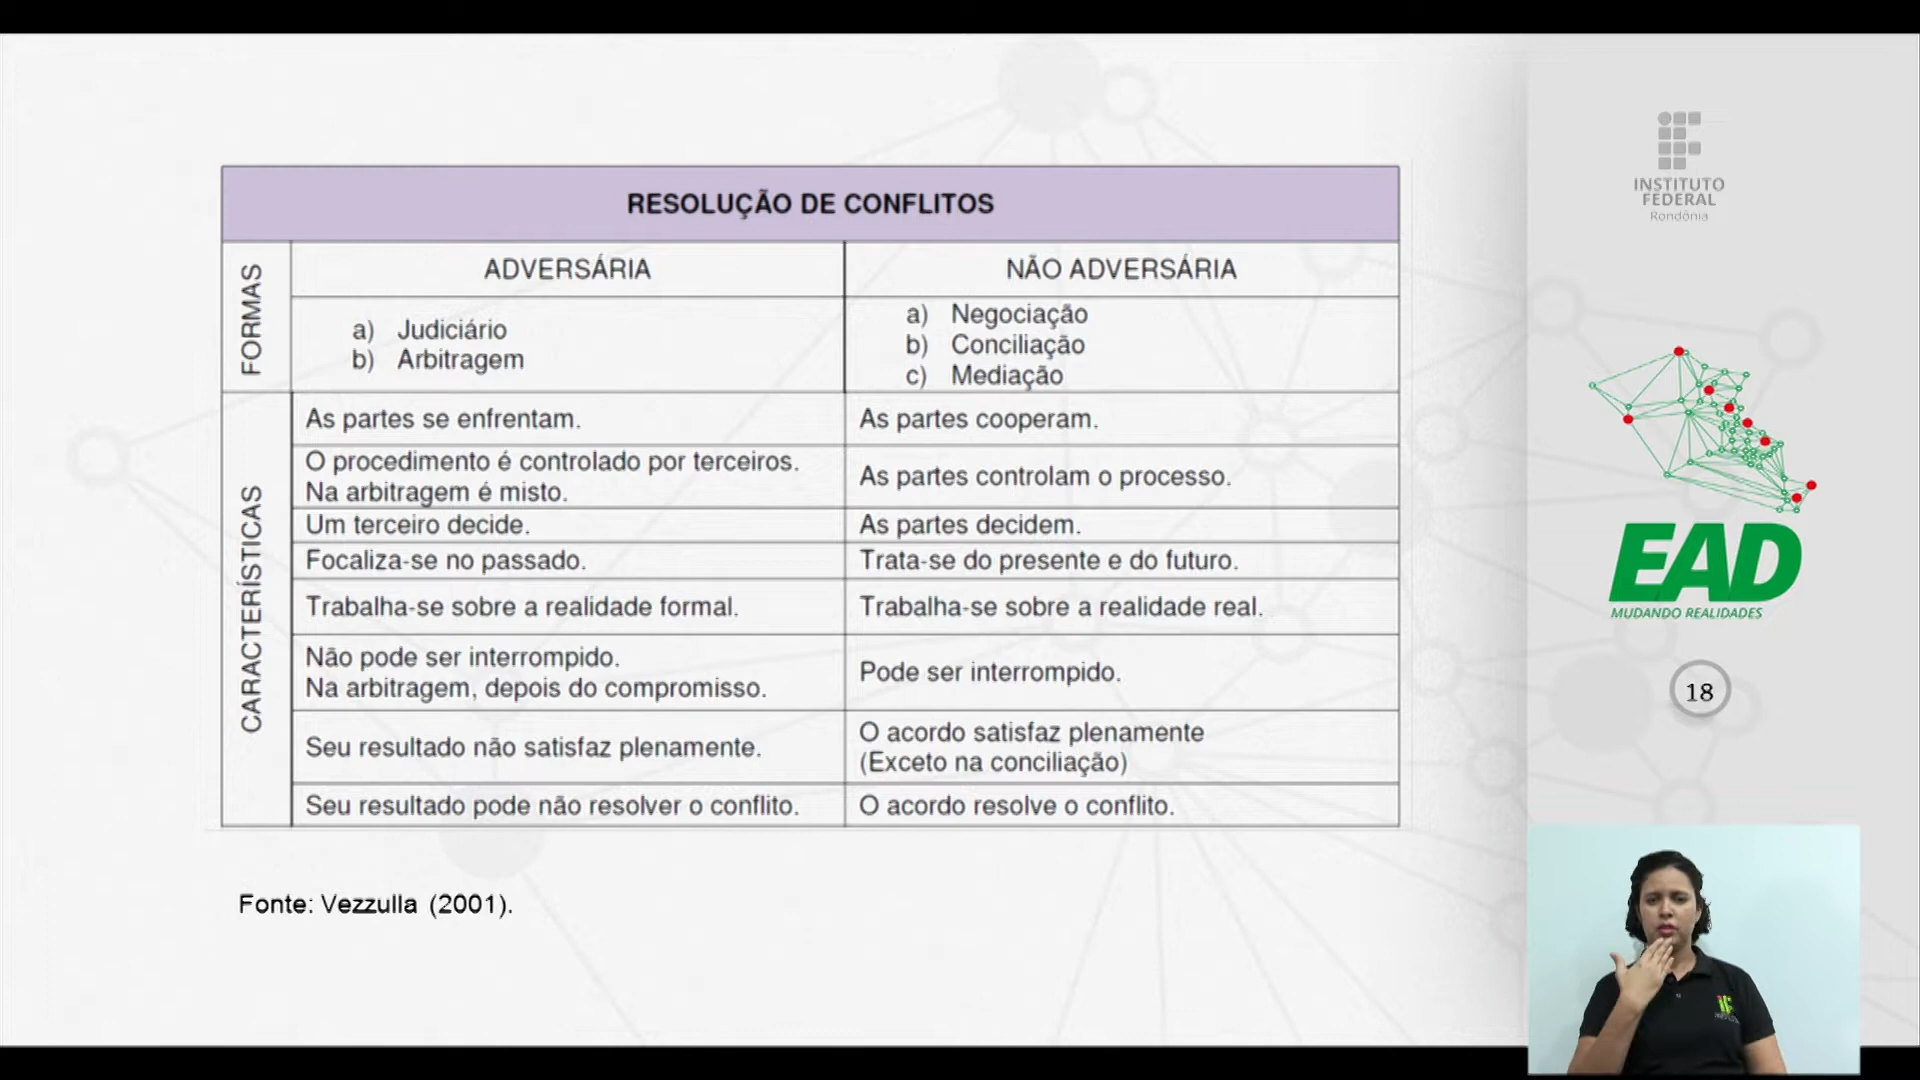 RESOLUÇÃO DE CONFLITOS
FORMAS
ADVERSÁRIA
NÃO ADVERSÁRIA
a) Judiciário
b) Arbitragem
a) Negociação
b) Conciliação
c) Mediação
CARACTERÍSTICAS
As partes se enfrentam.
As partes cooperam.
O procedimento é controlado por terceiros.
Na arbitragem é misto.
As partes controlam o processo.
Um terceiro decide.
As partes decidem.
Focaliza-se no passado.
Trata-se do presente e do futuro.
Trabalha-se sobre a realidade formal.
Trabalha-se sobre a realidade real.
Não pode ser interrompido.
Na arbitragem, depois do compromisso.
Pode ser interrompido.
Seu resultado não satisfaz plenamente.
O acordo satisfaz plenamente
(Exceto na conciliação)
Seu resultado pode não resolver o conflito.
O acordo resolve o conflito.
Fonte: Vezzulla (2001).
INSTITUTO
FEDERAL
Rondônia
EAD
MUDANDO REALIDADES
18